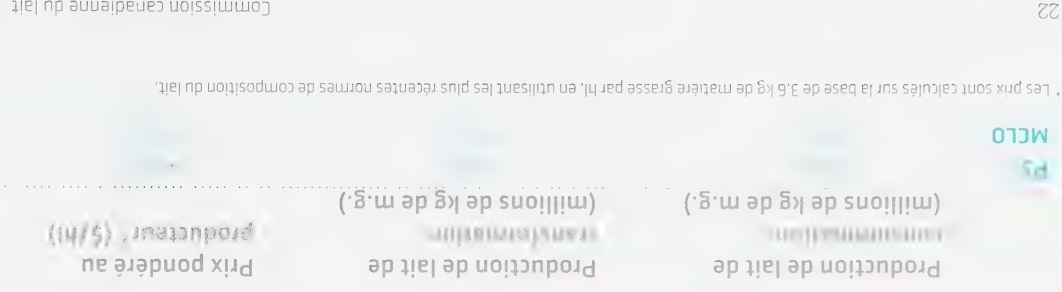 Production de lait de
Production de lait de
transformation
Prix pondéré au
producteur* ($/hl)
(millions de kg de m.g.)
(millions de kg de m.g.)
P5
MCLO
* Les prix sont calculés sur la base de 3.6 kg de matière grasse par hl, en utilisant les plus récentes normes de composition du lait.
22
Commission canadienne du lait